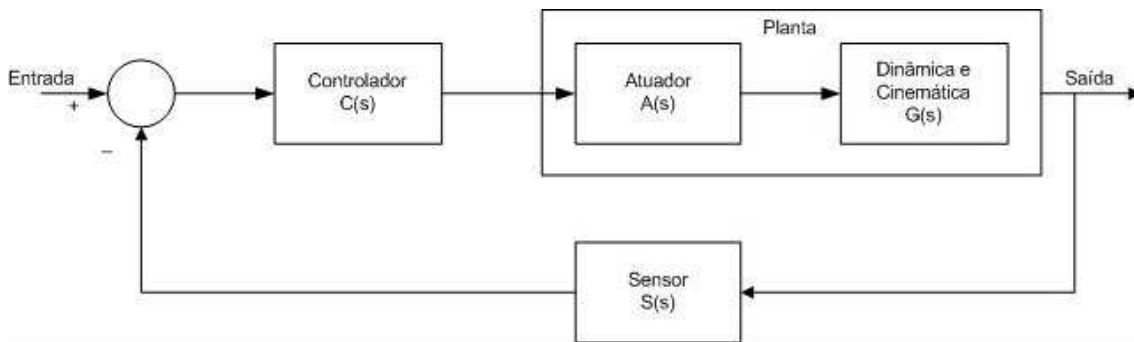 Planta
Entrada
+
−
Controlador
C(s)
Atuador
A(s)
Dinâmica e
Cinemática
G(s)
Saída
Sensor
S(s)